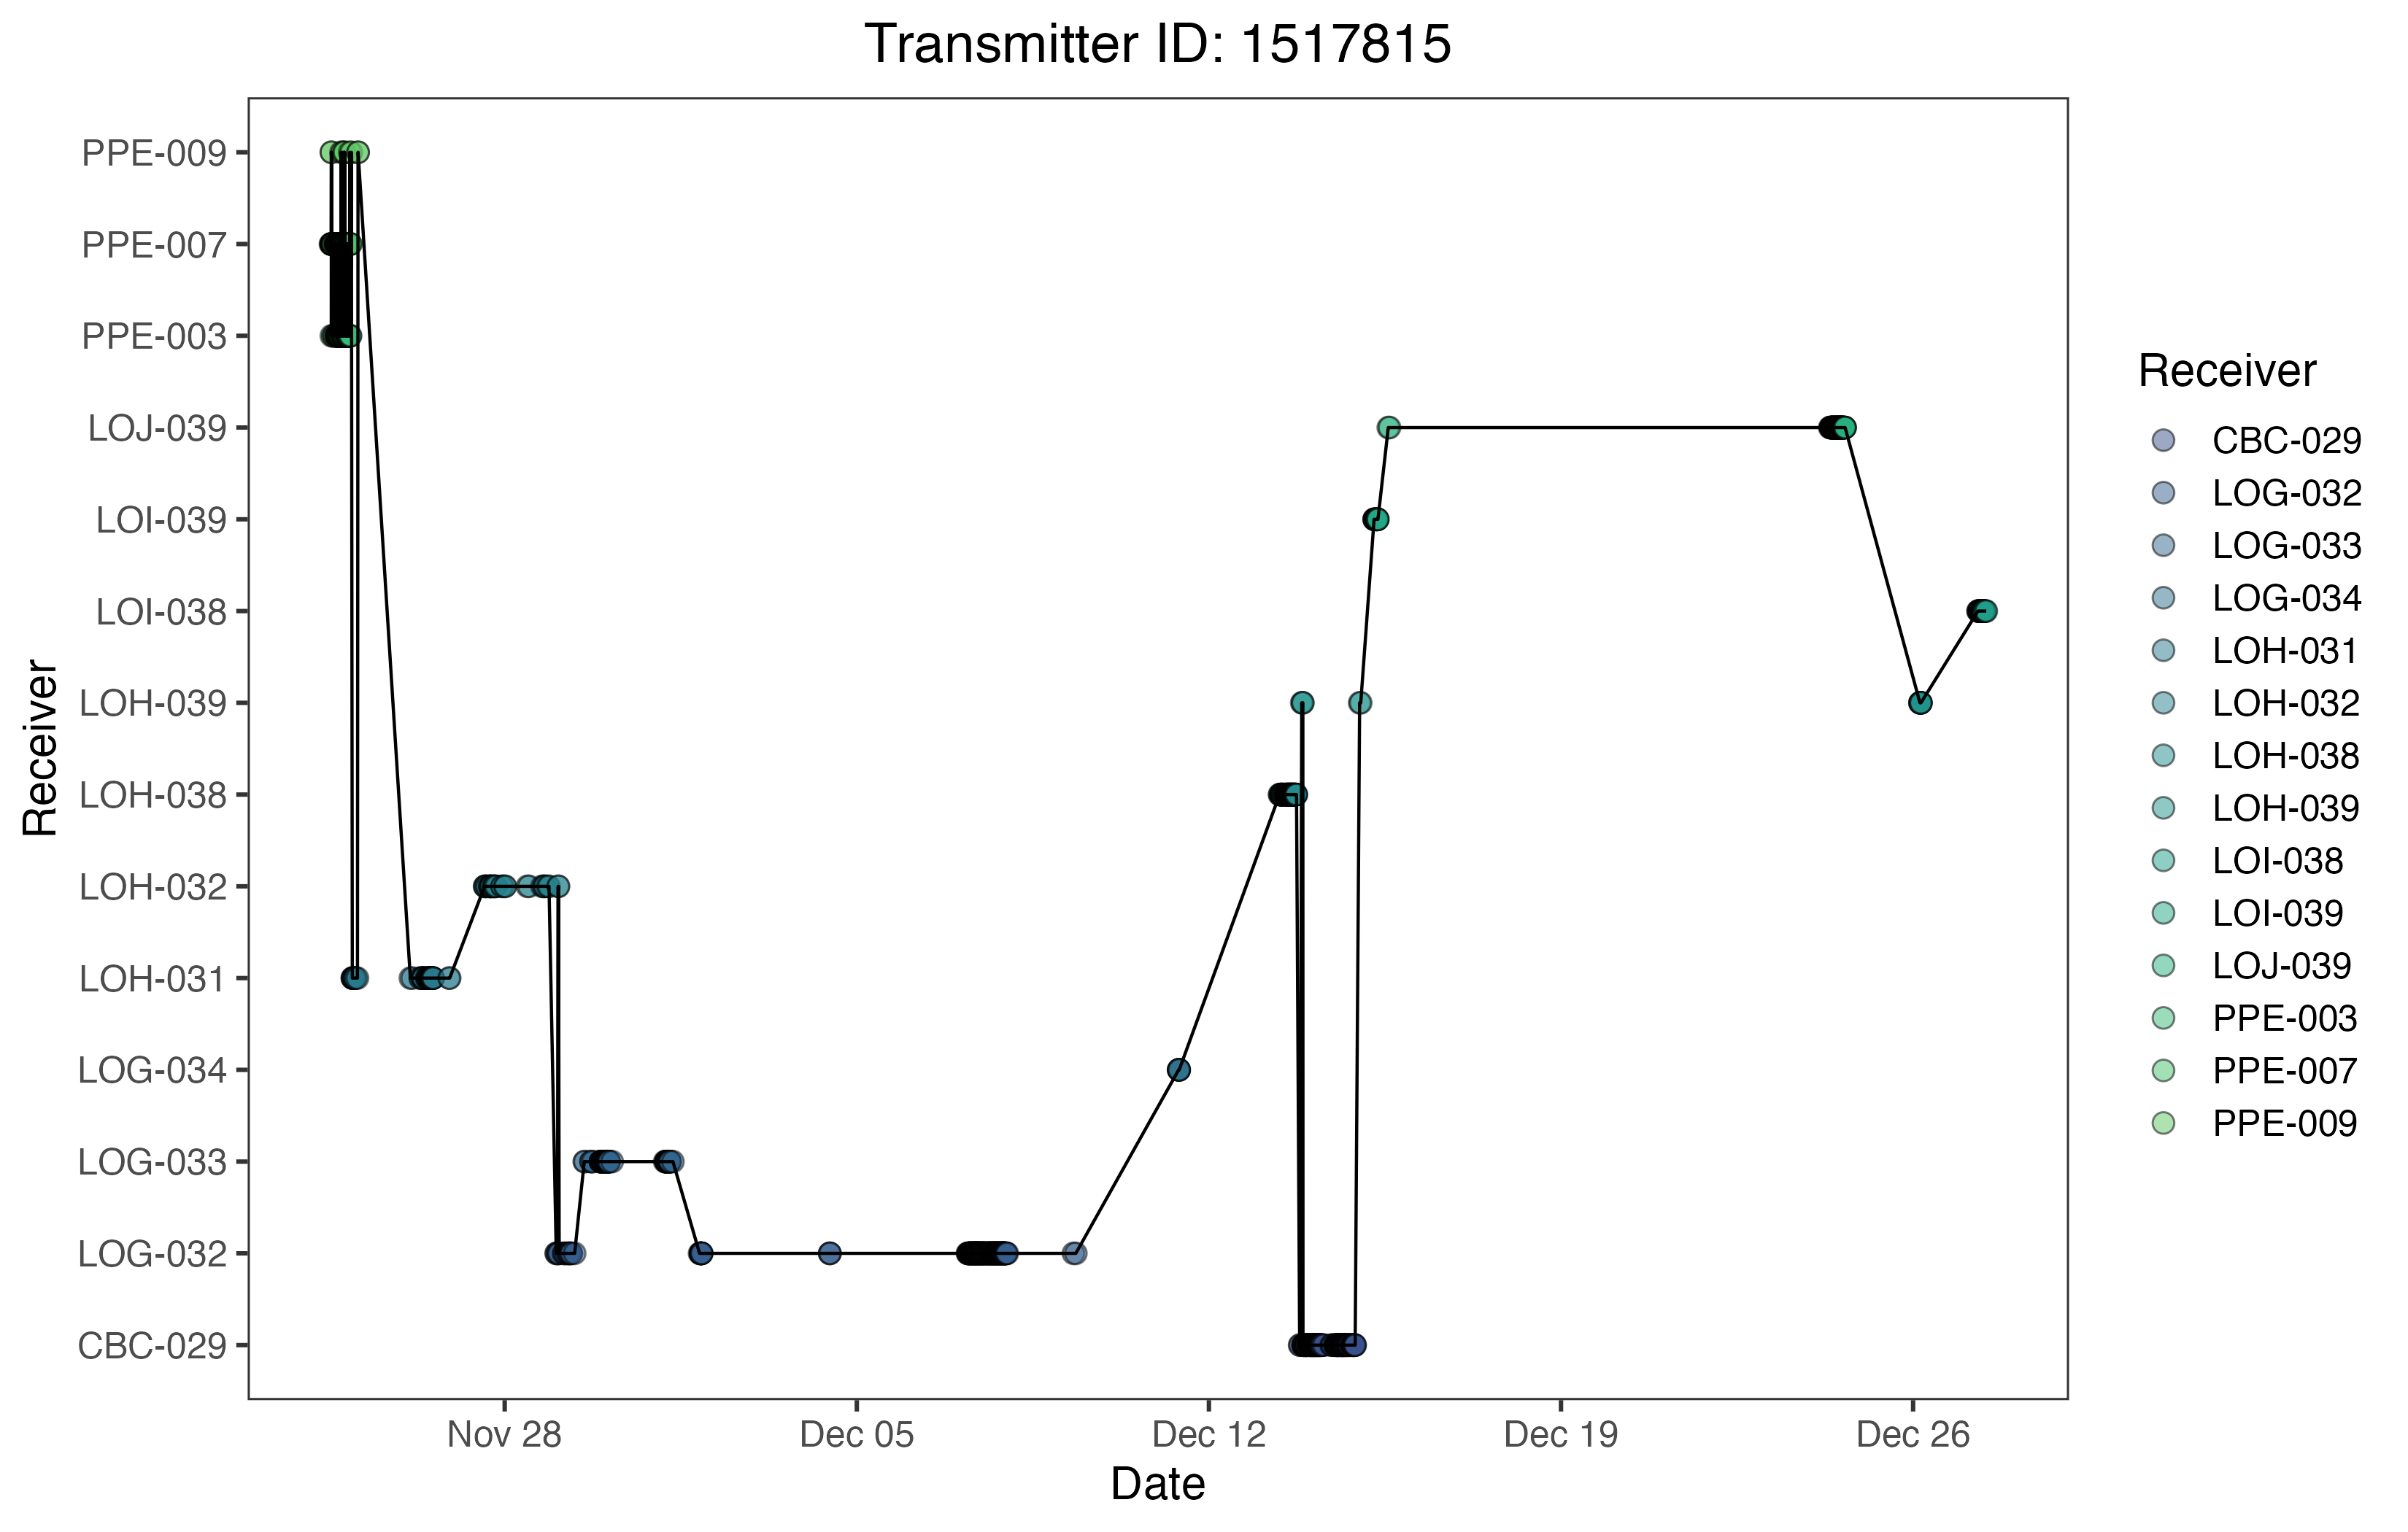 Transmitter ID: 1517815
PPE-009
PPE-007
PPE-003
LOJ-039
LOI-039
LOI-038
LOH-039
LOH-038
LOH-032
LOH-031
LOG-034
LOG-033
LOG-032
CBC-029
Receiver
Nov 28
Dec 05
Dec 12
Dec 19
Dec 26
Date
Receiver
CBC-029
LOG-032
LOG-033
LOG-034
LOH-031
LOH-032
LOH-038
LOH-039
LOI-038
LOI-039
LOJ-039
PPE-003
PPE-007
PPE-009